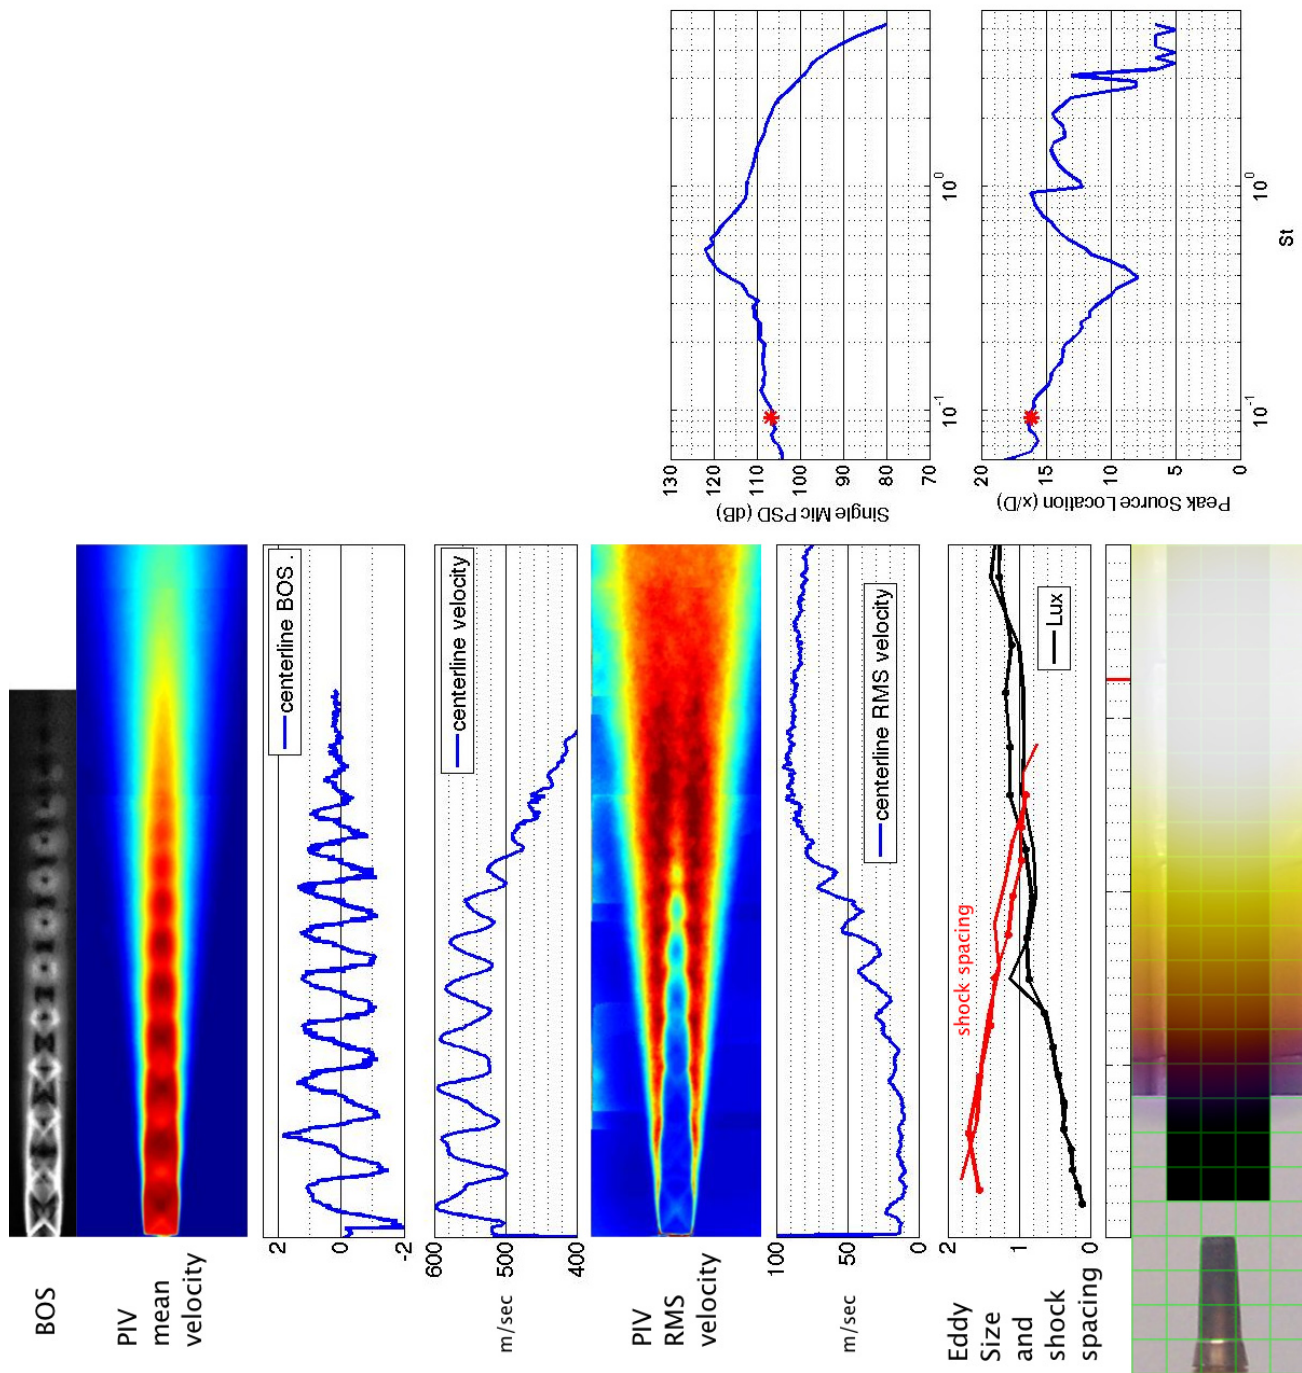 BOS
PIV
mean
velocity
2
0
-2
centerline BOS.
600
500
400
m/sec
centerline velocity
PIV
RMS
velocity
100
50
0
m/sec
centerline RMS velocity
Eddy
Size
and
shock
spacing
2
1
0
shock spacing
Lux
130
120
110
100
90
80
70
Single Mic PSD (dB)
10⁻¹
10⁰
20
15
10
5
0
Peak Source Location (x/D)
10⁻¹
10⁰
St